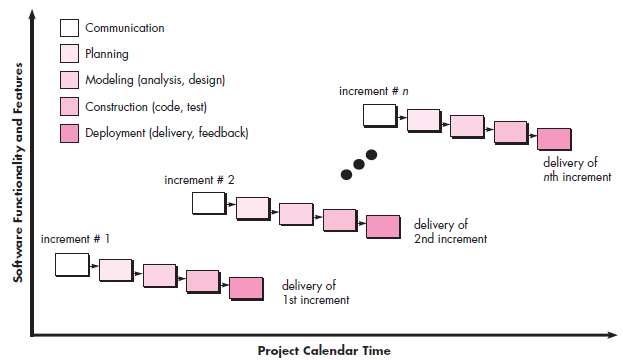 Communication
Planning
Modeling (analysis, design)
Construction (code, test)
Deployment (delivery, feedback)
Software Functionality and Features
increment # n
delivery of
nth increment
increment # 2
delivery of
2nd increment
increment # 1
delivery of
1st increment
Project Calendar Time